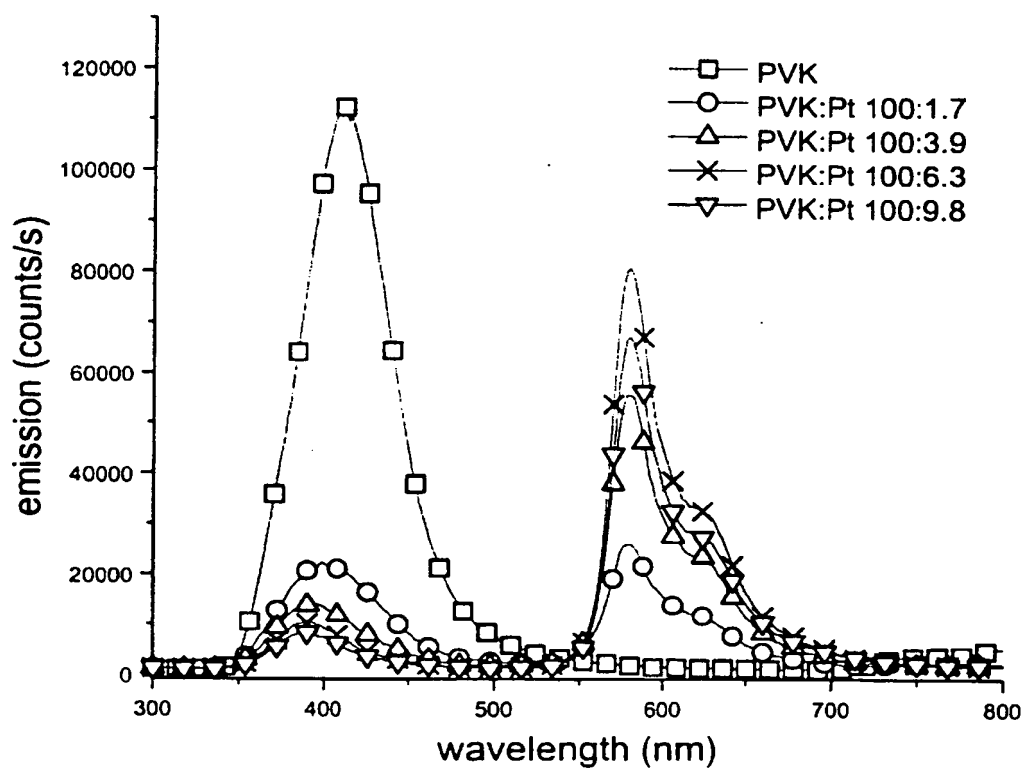 120000
100000
80000
60000
40000
20000
0
emission (counts/s)
PVK
PVK:Pt 100:1.7
PVK:Pt 100:3.9
PVK:Pt 100:6.3
PVK:Pt 100:9.8
300
400
500
600
700
800
wavelength (nm)